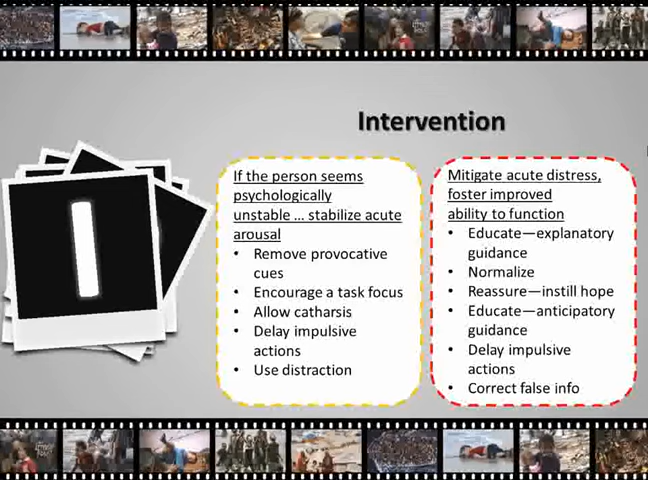 Intervention
I
If the person seems
psychologically
unstable ... stabilize acute
arousal
• Remove provocative
cues
• Encourage a task focus
• Allow catharsis
• Delay impulsive
actions
• Use distraction
Mitigate acute distress,
foster improved
ability to function
• Educate—explanatory
guidance
• Normalize
• Reassure—instill hope
• Educate—anticipatory
guidance
• Delay impulsive
actions
• Correct false info